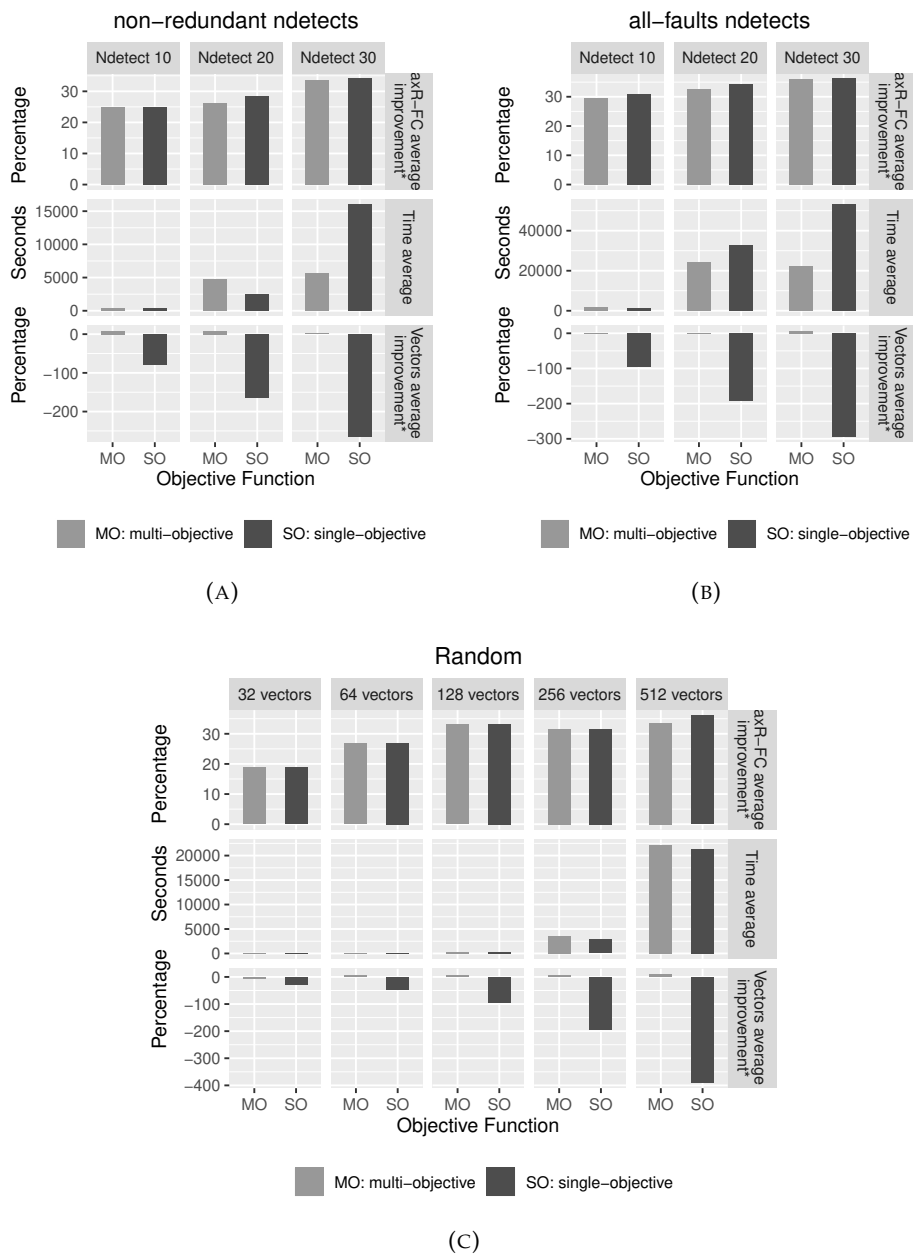 non−redundant ndetects
Ndetect 10 Ndetect 20 Ndetect 30
Percentage
30
20
10
0
axR−FC average
improvement*
Seconds
15000
10000
5000
0
Time average
Percentage
0
−100
−200
Vectors average
improvement*
MO SO MO SO MO SO
Objective Function
MO: multi−objective SO: single−objective
(A)
all−faults ndetects
Ndetect 10 Ndetect 20 Ndetect 30
Percentage
30
20
10
0
axR−FC average
improvement*
Seconds
40000
20000
0
Time average
Percentage
0
−100
−200
−300
Vectors average
improvement*
MO SO MO SO MO SO
Objective Function
MO: multi−objective SO: single−objective
(B)
Random
32 vectors 64 vectors 128 vectors 256 vectors 512 vectors
Percentage
30
20
10
0
axR−FC average
improvement*
Seconds
20000
15000
10000
5000
0
Time average
Percentage
0
−100
−200
−300
−400
Vectors average
improvement*
MO SO MO SO MO SO MO SO MO SO
Objective Function
MO: multi−objective SO: single−objective
(C)